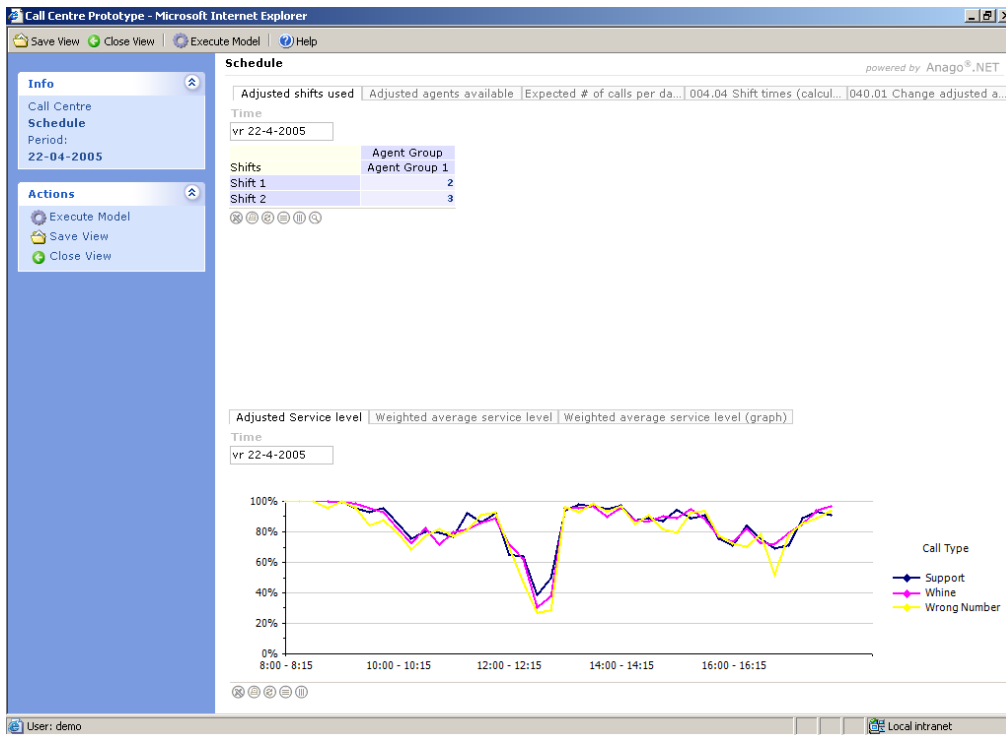 Call Centre Prototype - Microsoft Internet Explorer
Save View Close View Execute Model Help
Schedule
powered by Anago®.NET
Info
Call Centre
Schedule
Period:
22-04-2005
Actions
Execute Model
Save View
Close View
Adjusted shifts used Adjusted agents available Expected # of calls per da... 004.04 Shift times (calcul... 040.01 Change adjusted a...
Time
vr 22-4-2005
Agent Group
Shifts Agent Group 1
Shift 1 2
Shift 2 3
Adjusted Service level Weighted average service level Weighted average service level (graph)
Time
vr 22-4-2005
100%
80%
60%
40%
20%
0%
8:00 - 8:15 10:00 - 10:15 12:00 - 12:15 14:00 - 14:15 16:00 - 16:15
Call Type
Support
Whine
Wrong Number
User: demo
Local intranet